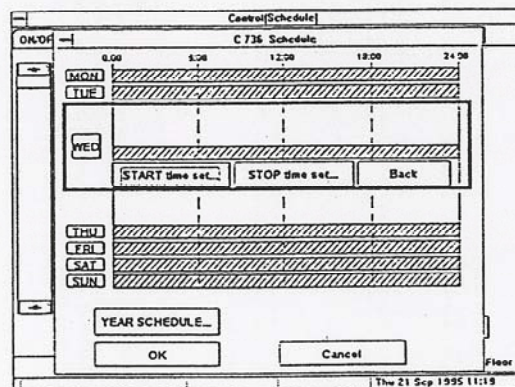 Control[Schedule]
ON/OF
C 736 Schedule
0.00 6:00 12:00 18:00 24:00
MON
TUE
WED
START time set... STOP time set... Back
THU
FRI
SAT
SUN
YEAR SCHEDULE...
OK Cancel
Floor
Thu 21 Sep 1995 11:19